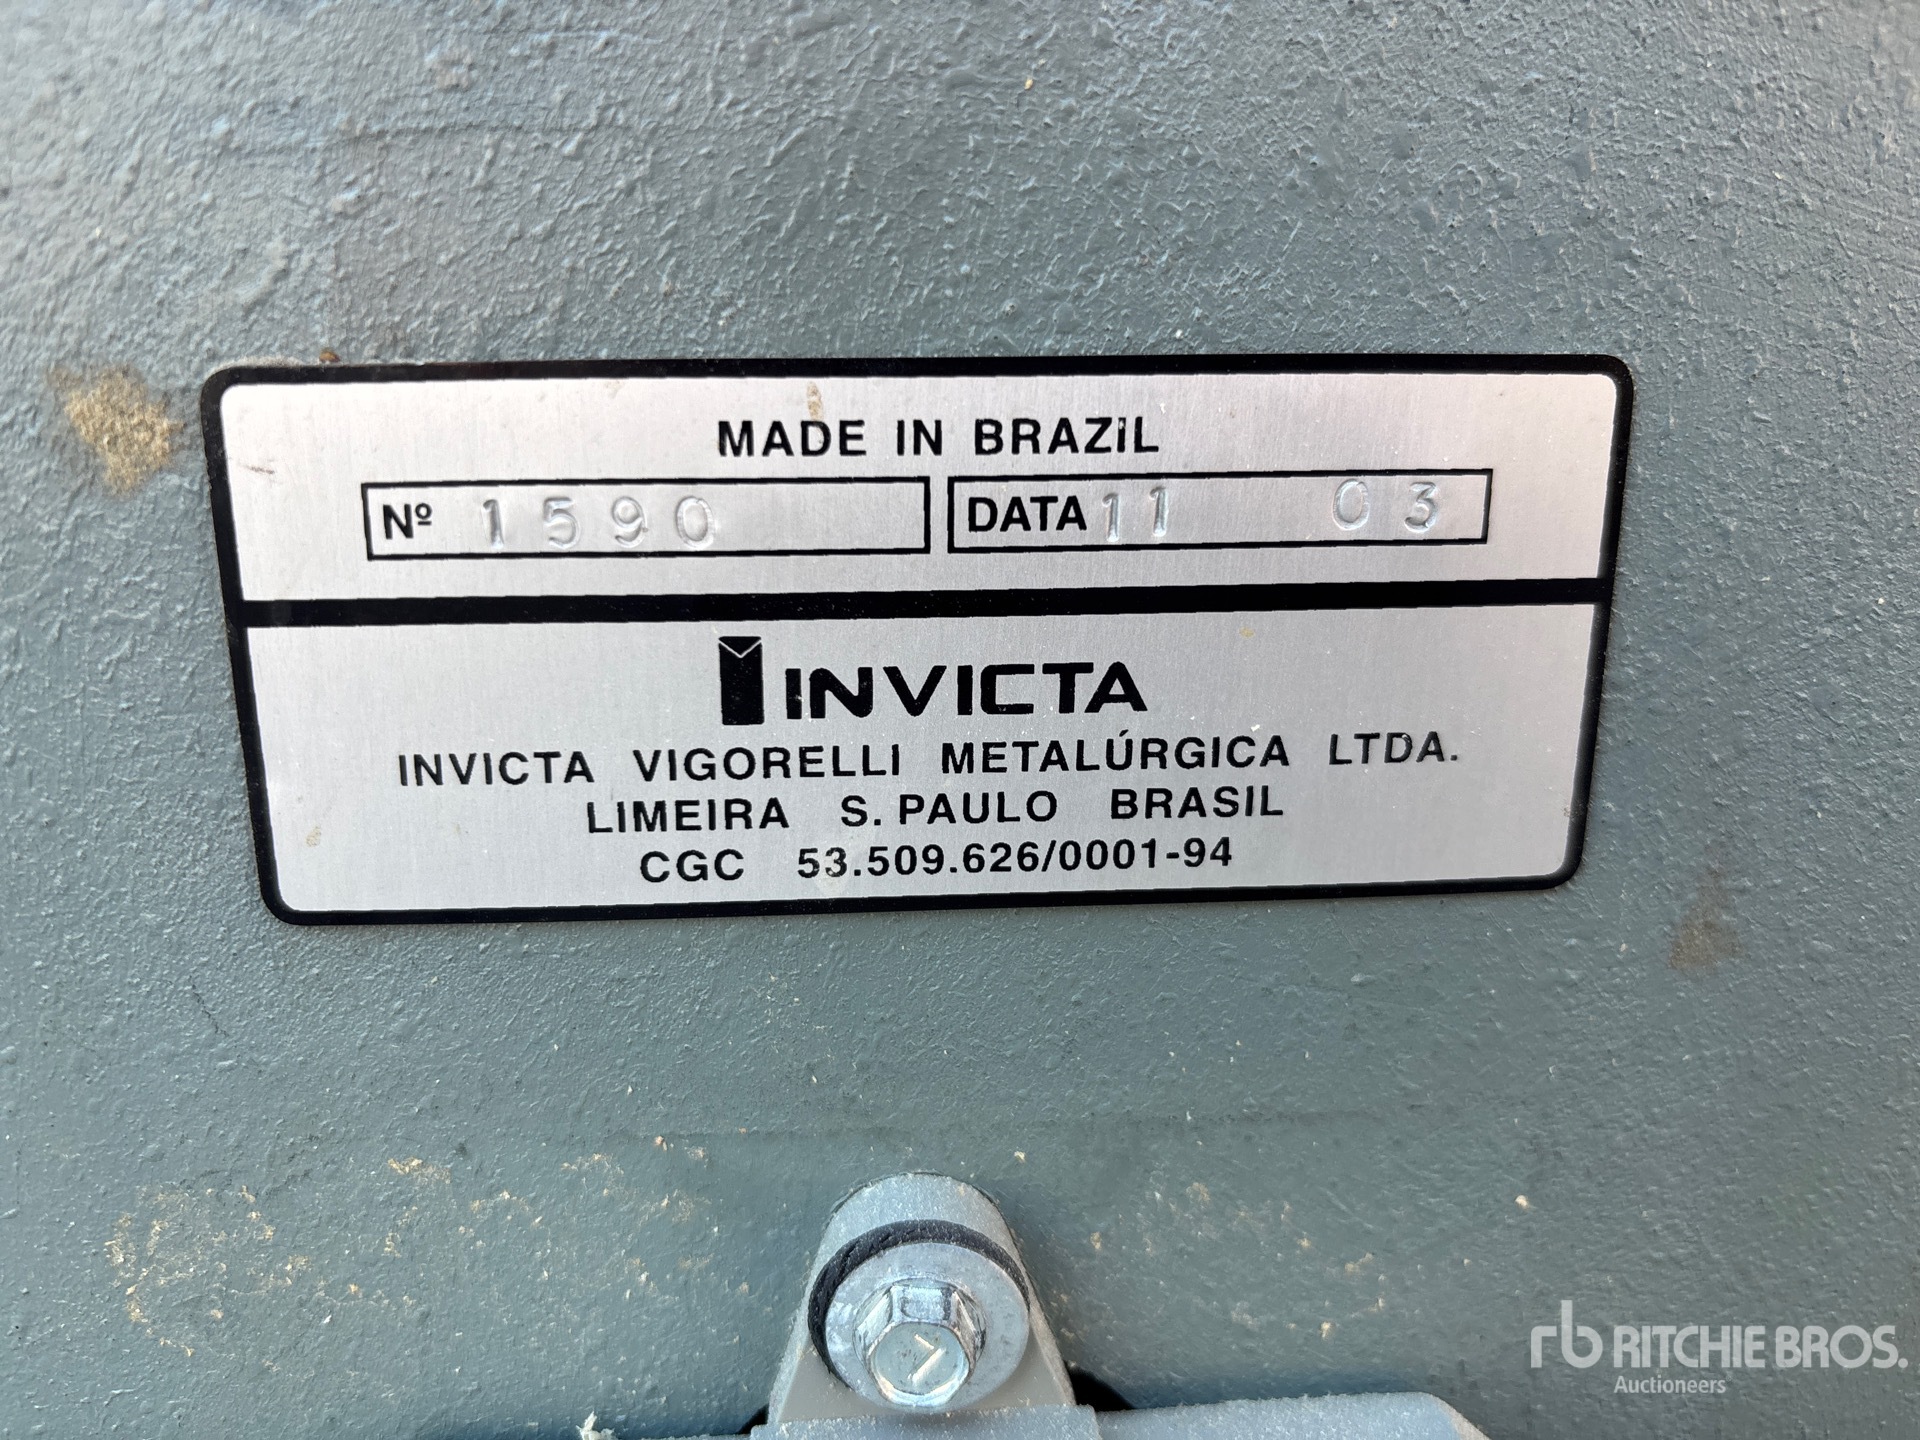 MADE IN BRAZIL
Nº 1590 DATA 11 03
INVICTA
INVICTA VIGORELLI METALÚRGICA LTDA.
LIMEIRA S. PAULO BRASIL
CGC 53.509.626/0001-94
rb RITCHIE BROS.
Auctioneers